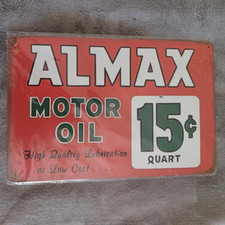 ALMAX
MOTOR
OIL
15¢
QUART
High Quality Lubrication
at Low Cost . . .